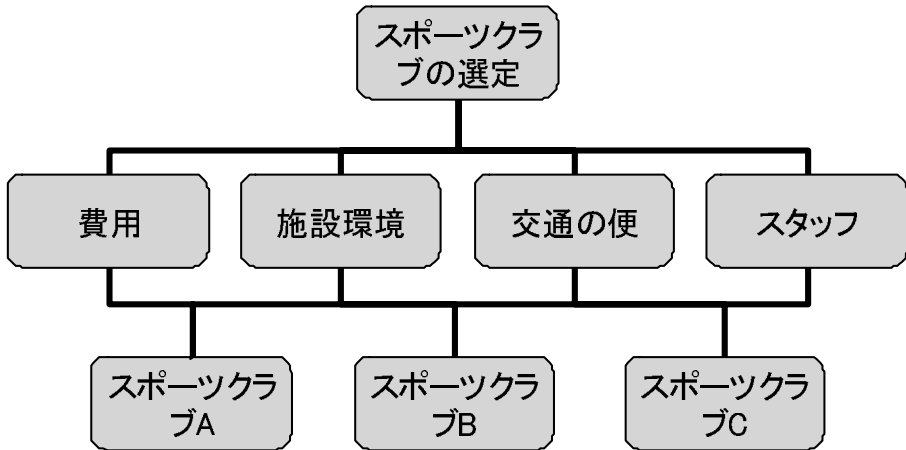 スポーツクラ
ブの選定
費用
施設環境
交通の便
スタッフ
スポーツクラ
ブA
スポーツクラ
ブB
スポーツクラ
ブC